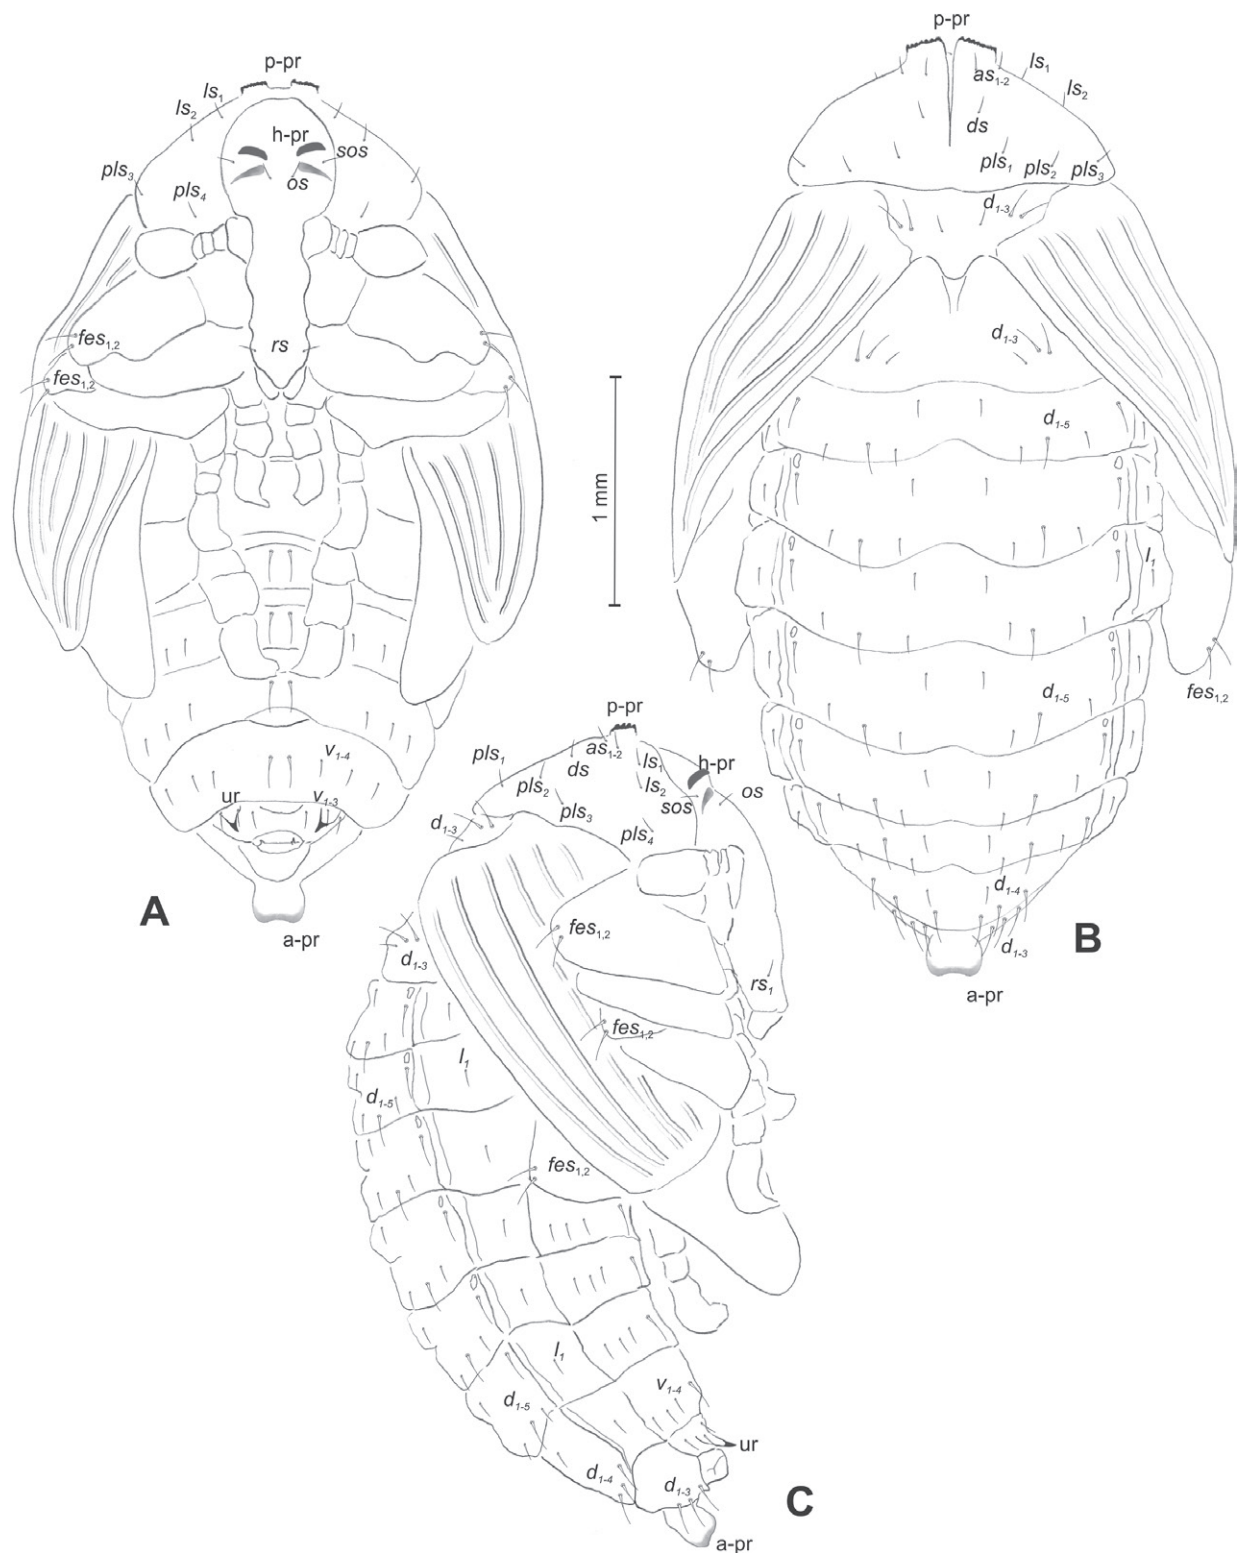 p-pr
ls1
ls2
h-pr
sos
pls3
pls4
os
fes1,2
rs
fes1,2
v1-4
ur
v1-3
A
a-pr
1 mm
p-pr
as1-2
ls1
ls2
ds
pls1
pls2
pls3
d1-3
d1-3
d1-5
l1
d1-5
fes1,2
d1-4
d1-3
B
a-pr
p-pr
pls1
ds
as1-2
ls1
h-pr
pls2
ls2
sos
os
pls3
d1-3
pls4
fes1,2
d1-3
rs1
fes1,2
l1
d1-5
fes1,2
l1
v1-4
d1-5
ur
d1-4
d1-3
C
a-pr